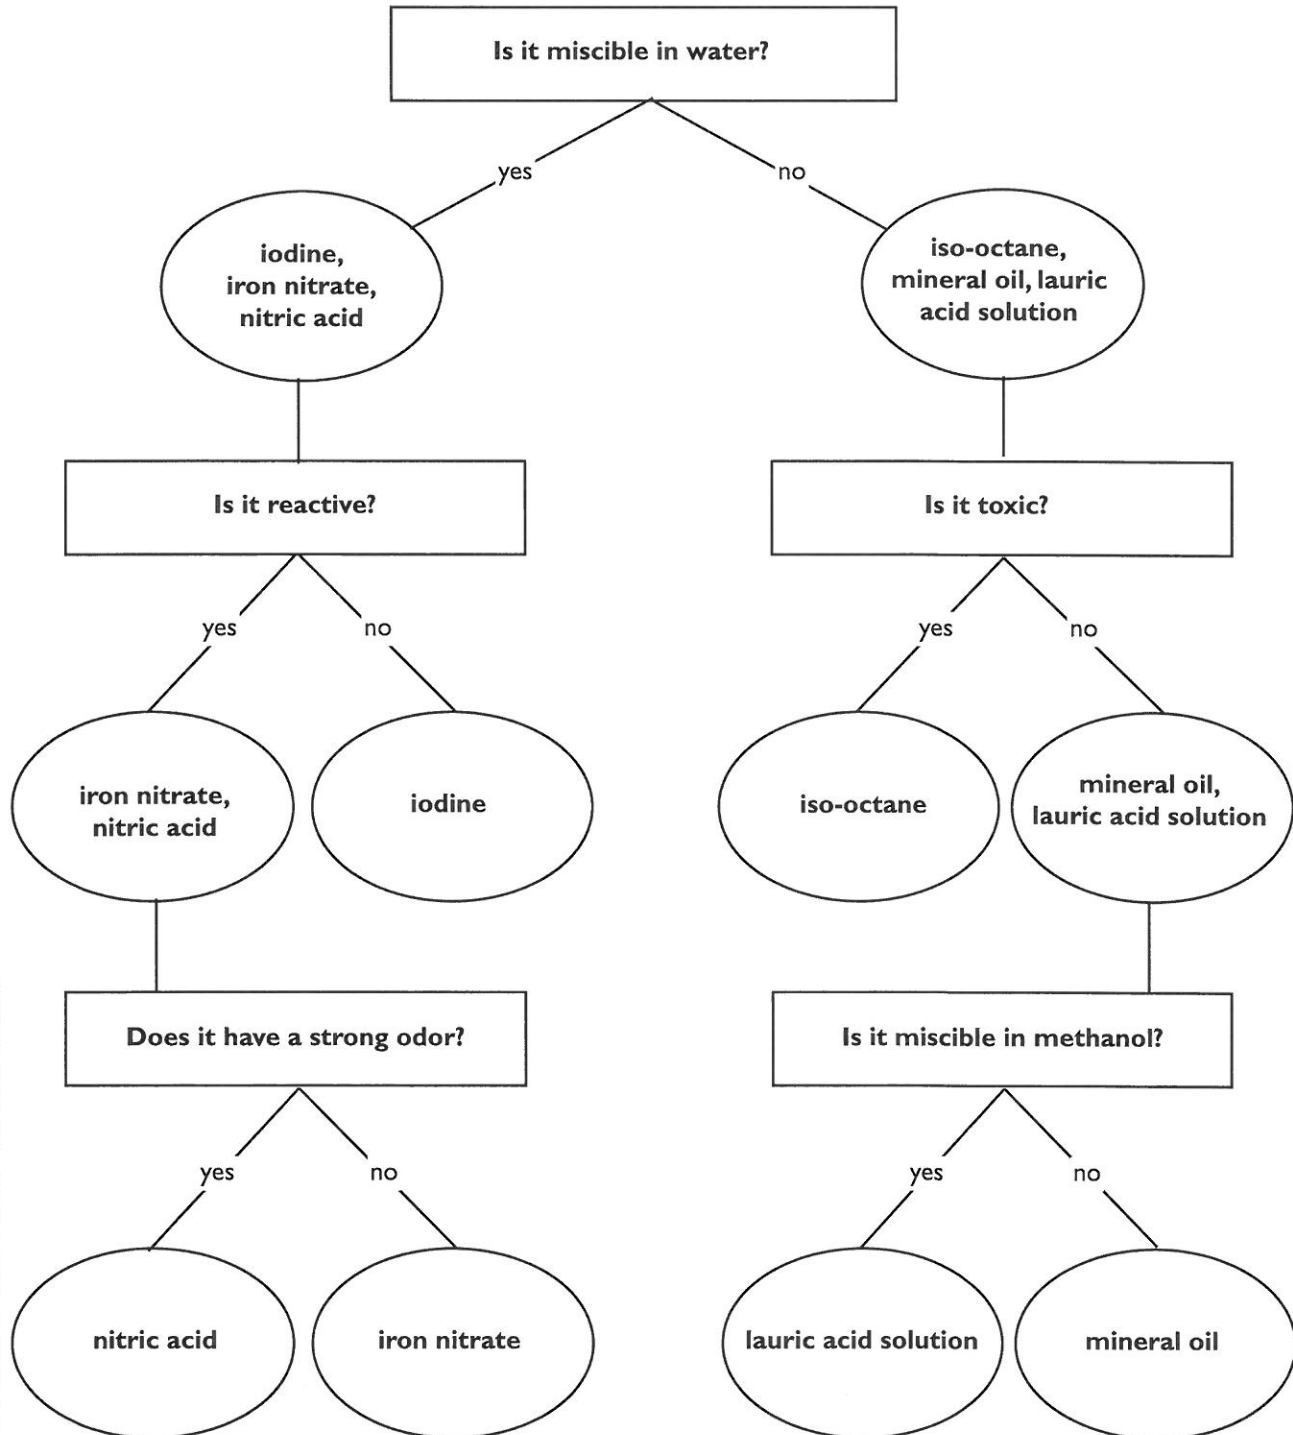 Is it miscible in water?
yes
no
iodine,
iron nitrate,
nitric acid
iso-octane,
mineral oil, lauric
acid solution
Is it reactive?
Is it toxic?
yes
no
yes
no
iron nitrate,
nitric acid
iodine
iso-octane
mineral oil,
lauric acid solution
Does it have a strong odor?
Is it miscible in methanol?
yes
no
yes
no
nitric acid
iron nitrate
lauric acid solution
mineral oil